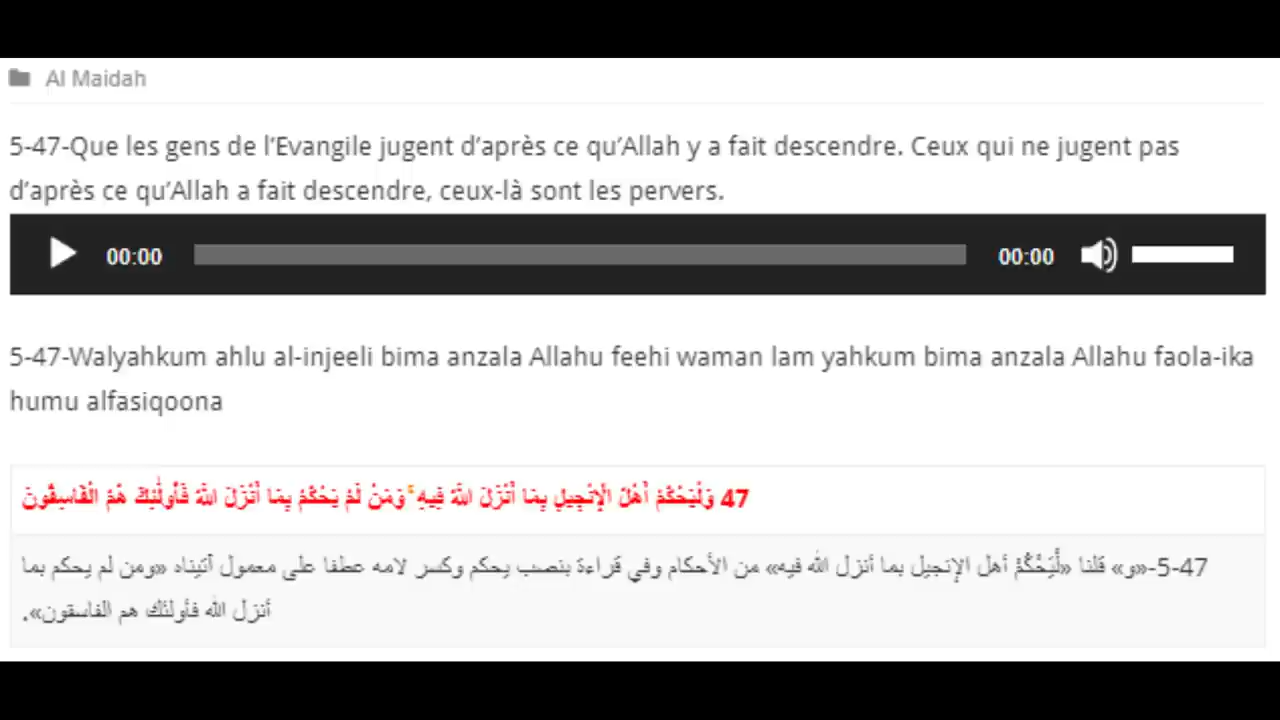 Al Maidah
5-47-Que les gens de l’Evangile jugent d’après ce qu’Allah y a fait descendre. Ceux qui ne jugent pas
d’après ce qu’Allah a fait descendre, ceux-là sont les pervers.
00:00 00:00
5-47-Walyahkum ahlu al-injeeli bima anzala Allahu feehi waman lam yahkum bima anzala Allahu faola-ika
humu alfasiqoona
47 وَلْيَحْكُمْ أَهْلُ الْإِنْجِيلِ بِمَا أَنْزَلَ اللَّهُ فِيهِ ۚ وَمَنْ لَمْ يَحْكُمْ بِمَا أَنْزَلَ اللَّهُ فَأُولَٰئِكَ هُمُ الْفَاسِقُونَ
5-47-«و» قلنا «لْيَحْكُمْ أهل الإنجيل بما أنزل الله فيه» من الأحكام وفي قراءة بنصب يحكم وكسر لامه عطفا على معمول آتيناه «ومن لم يحكم بما
أنزل الله فأولئك هم الفاسقون».